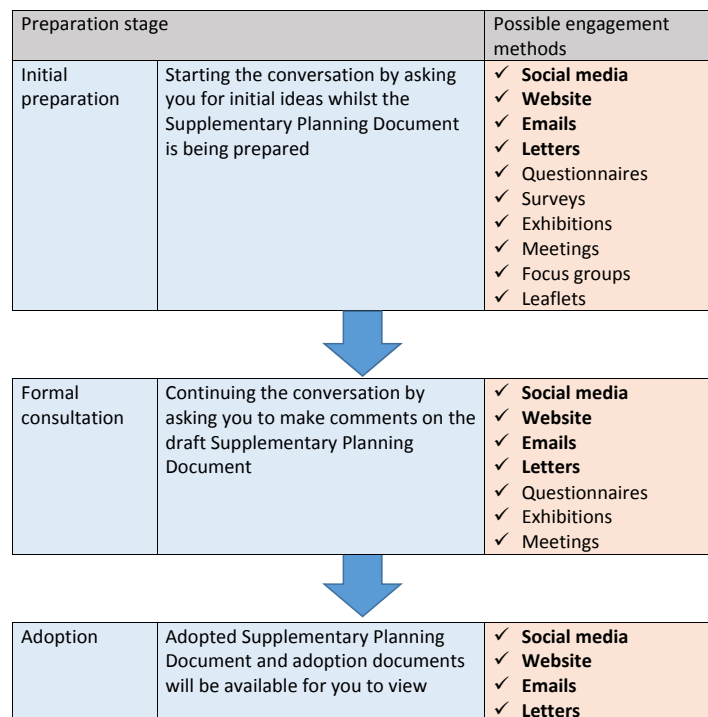 Preparation stage
Possible engagement
methods
Initial
preparation
Starting the conversation by asking
you for initial ideas whilst the
Supplementary Planning Document
is being prepared
✓ Social media
✓ Website
✓ Emails
✓ Letters
✓ Questionnaires
✓ Surveys
✓ Exhibitions
✓ Meetings
✓ Focus groups
✓ Leaflets
Formal
consultation
Continuing the conversation by
asking you to make comments on the
draft Supplementary Planning
Document
✓ Social media
✓ Website
✓ Emails
✓ Letters
✓ Questionnaires
✓ Exhibitions
✓ Meetings
Adoption
Adopted Supplementary Planning
Document and adoption documents
will be available for you to view
✓ Social media
✓ Website
✓ Emails
✓ Letters